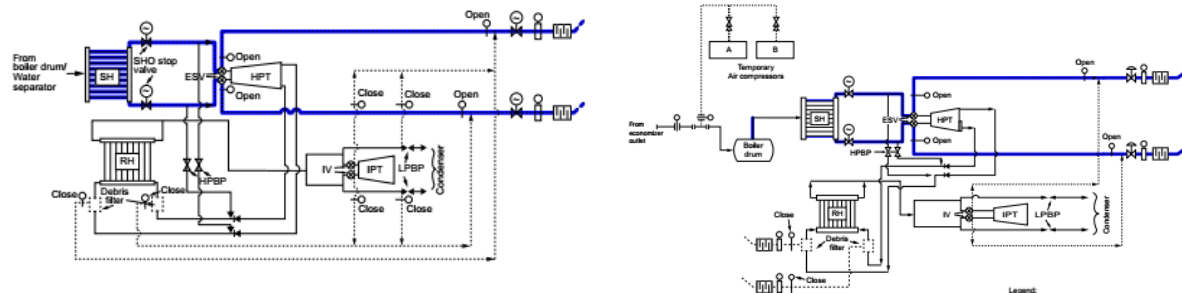 Open
From
boiler drum/
Water
separator
SH
SHO stop
valve
ESV
Open
HPT
Open
Close
Close
Open
RH
Close
Close
Debris
filter
HPBP
IV
IPT
LPBP
Condenser
Close
Close
A
B
Temporary
Air compressors
Open
From
economizer
outlet
Boiler
drum
SH
ESV
Open
HPT
Open
Open
HPBP
Close
RH
Debris
filter
Close
IV
IPT
LPBP
Condenser
Legend: